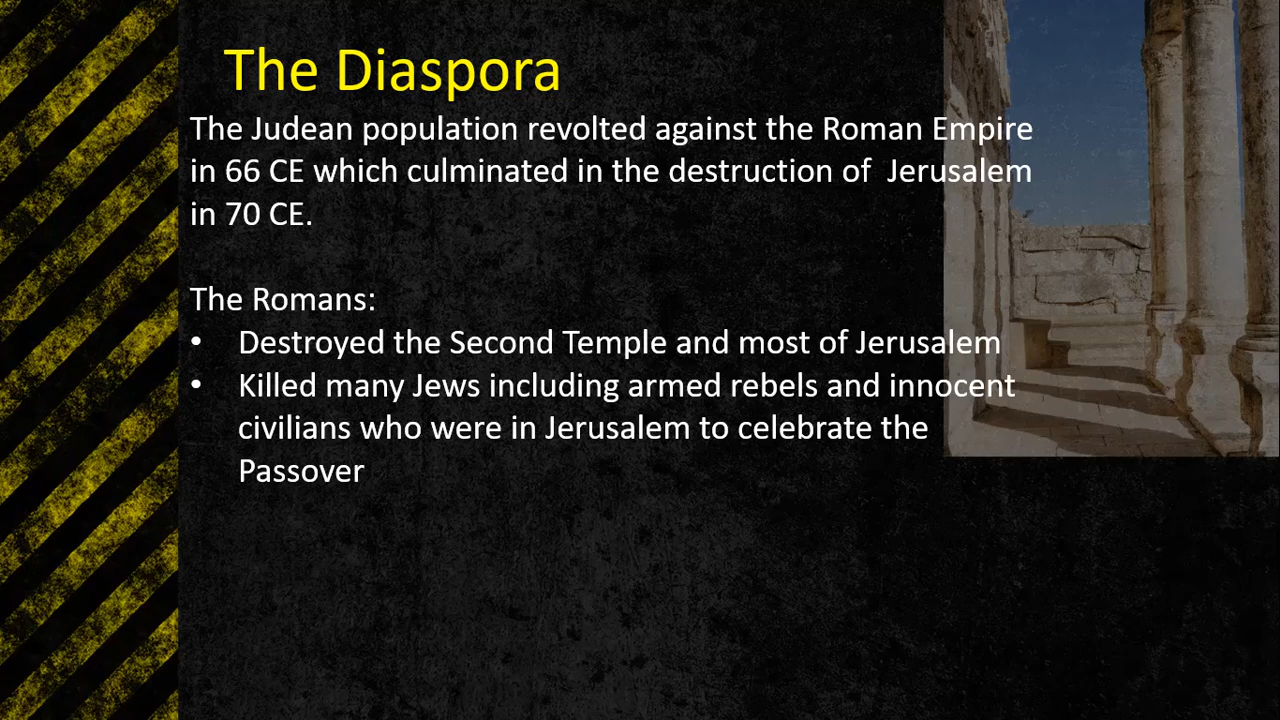 The Diaspora
The Judean population revolted against the Roman Empire
in 66 CE which culminated in the destruction of  Jerusalem
in 70 CE.
The Romans:
• Destroyed the Second Temple and most of Jerusalem
• Killed many Jews including armed rebels and innocent
civilians who were in Jerusalem to celebrate the
Passover